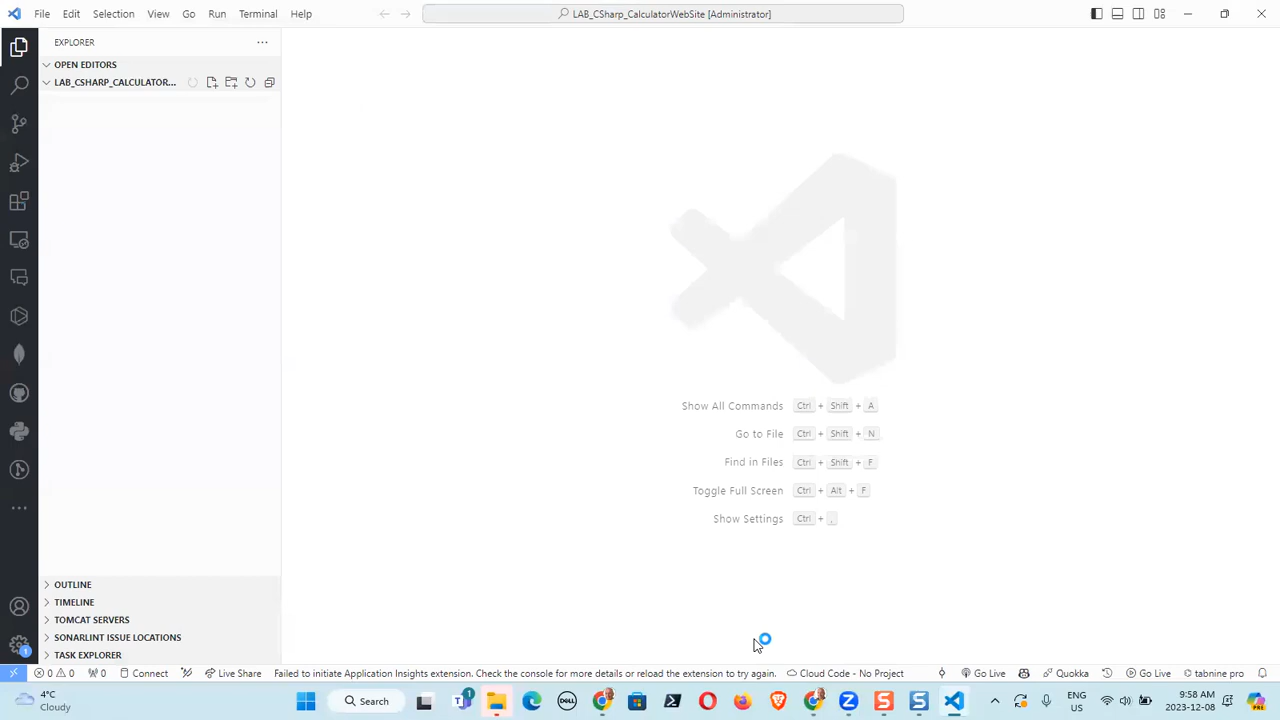 File Edit Selection View Go Run Terminal Help
LAB_CSharp_CalculatorWebSite [Administrator]
EXPLORER
OPEN EDITORS
LAB_CSHARP_CALCULATOR...
Show All Commands Ctrl + Shift + A
Go to File Ctrl + Shift + N
Find in Files Ctrl + Shift + F
Toggle Full Screen Ctrl + Alt + F
Show Settings Ctrl + ,
OUTLINE
TIMELINE
TOMCAT SERVERS
SONARLINT ISSUE LOCATIONS
TASK EXPLORER
1
0 0 0 Connect Live Share Failed to initiate Application Insights extension. Check the console for more details or reload the extension to try again. Cloud Code - No Project Go Live Quokka Go Live tabnine pro
4°C
Cloudy
Search
1
DELL
ENG
US
9:58 AM
2023-12-08
PRE